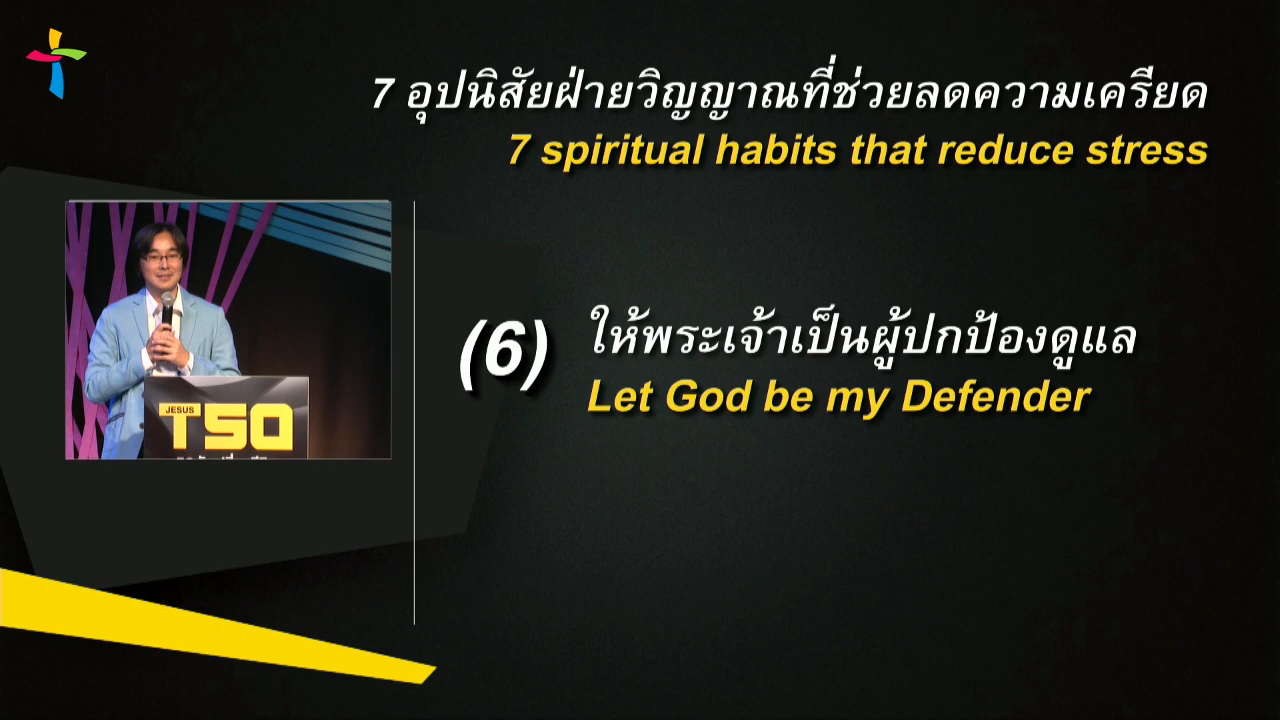 7 อุปนิสัยฝ่ายวิญญาณที่ช่วยลดความเครียด
7 spiritual habits that reduce stress
(6)
ให้พระเจ้าเป็นผู้ปกป้องดูแล
Let God be my Defender
JESUS
T50